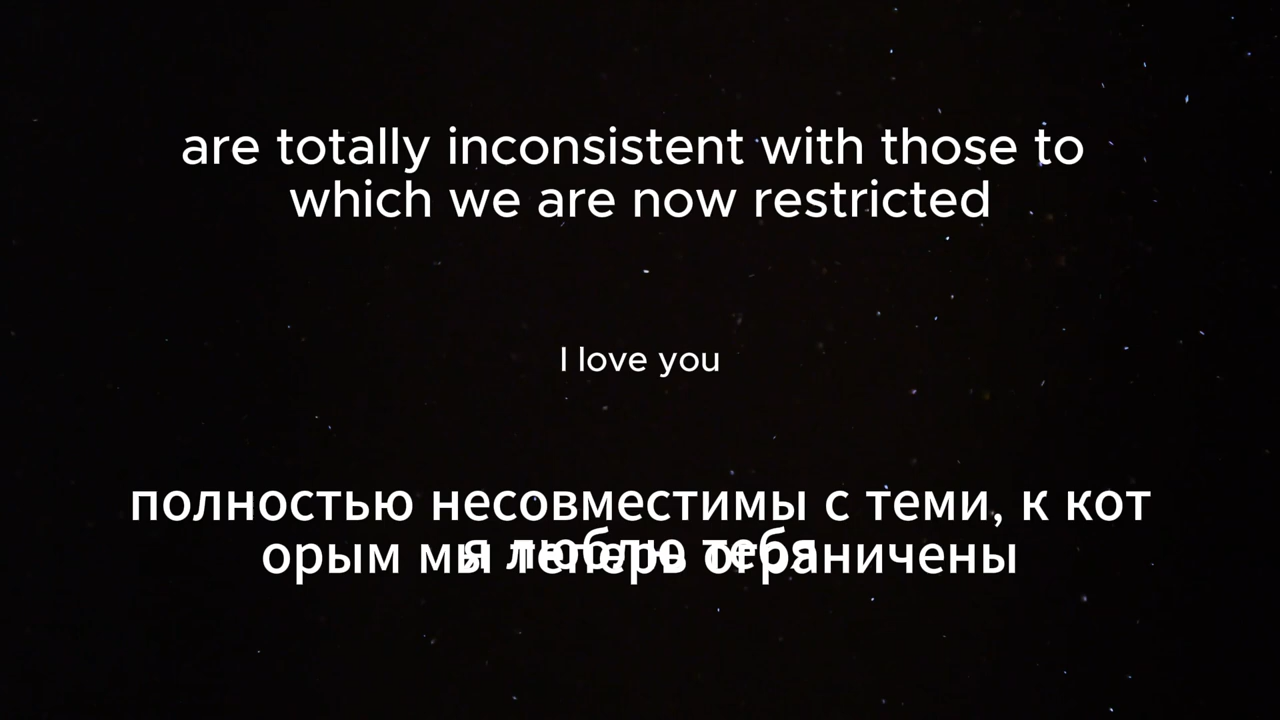 are totally inconsistent with those to
which we are now restricted
I love you
полностью несовместимы с теми, к кот
орым мы теперь ограничены
я люблю тебя